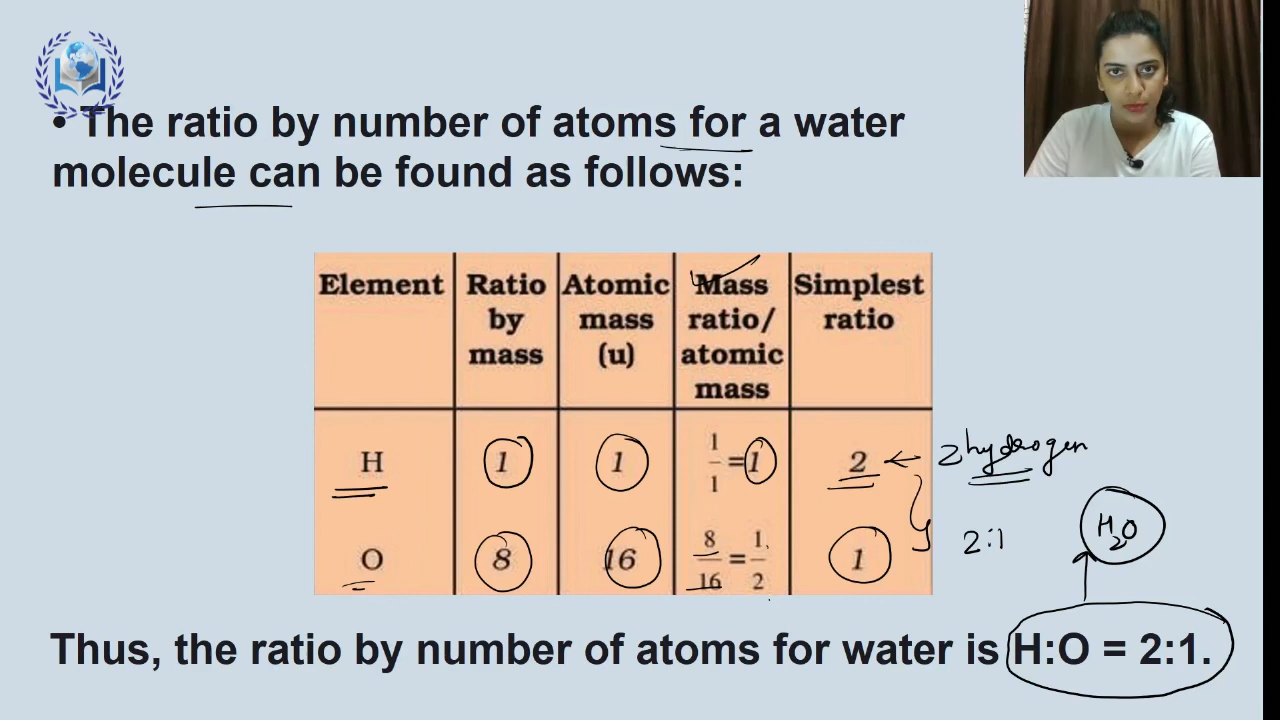 • The ratio by number of atoms for a water
molecule can be found as follows:
Element Ratio by mass Atomic mass (u) Mass ratio/ atomic mass Simplest ratio
H 1 1 1/1 =1 2 ← 2 hydrogen
O 8 16 8/16 = 1/2 1 2:1 H₂O
Thus, the ratio by number of atoms for water is H:O = 2:1.